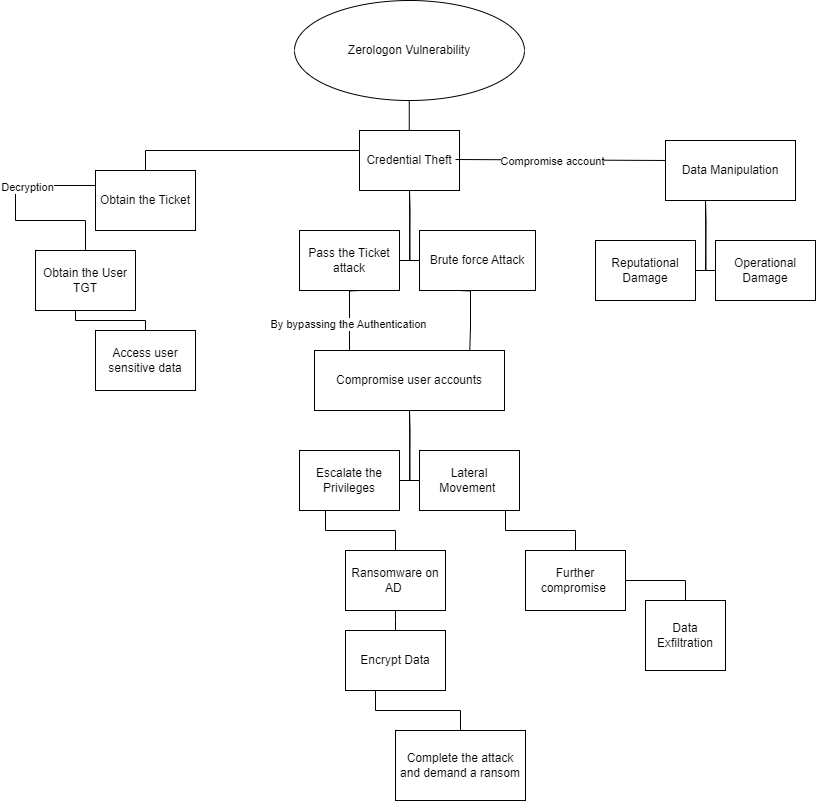 Zerologon Vulnerability
Credential Theft
Compromise account
Data Manipulation
Decryption
Obtain the Ticket
Pass the Ticket
attack
Brute force Attack
Reputational
Damage
Operational
Damage
Obtain the User
TGT
By bypassing the Authentication
Access user
sensitive data
Compromise user accounts
Escalate the
Privileges
Lateral
Movement
Ransomware on
AD
Further
compromise
Data
Exfiltration
Encrypt Data
Complete the attack
and demand a ransom